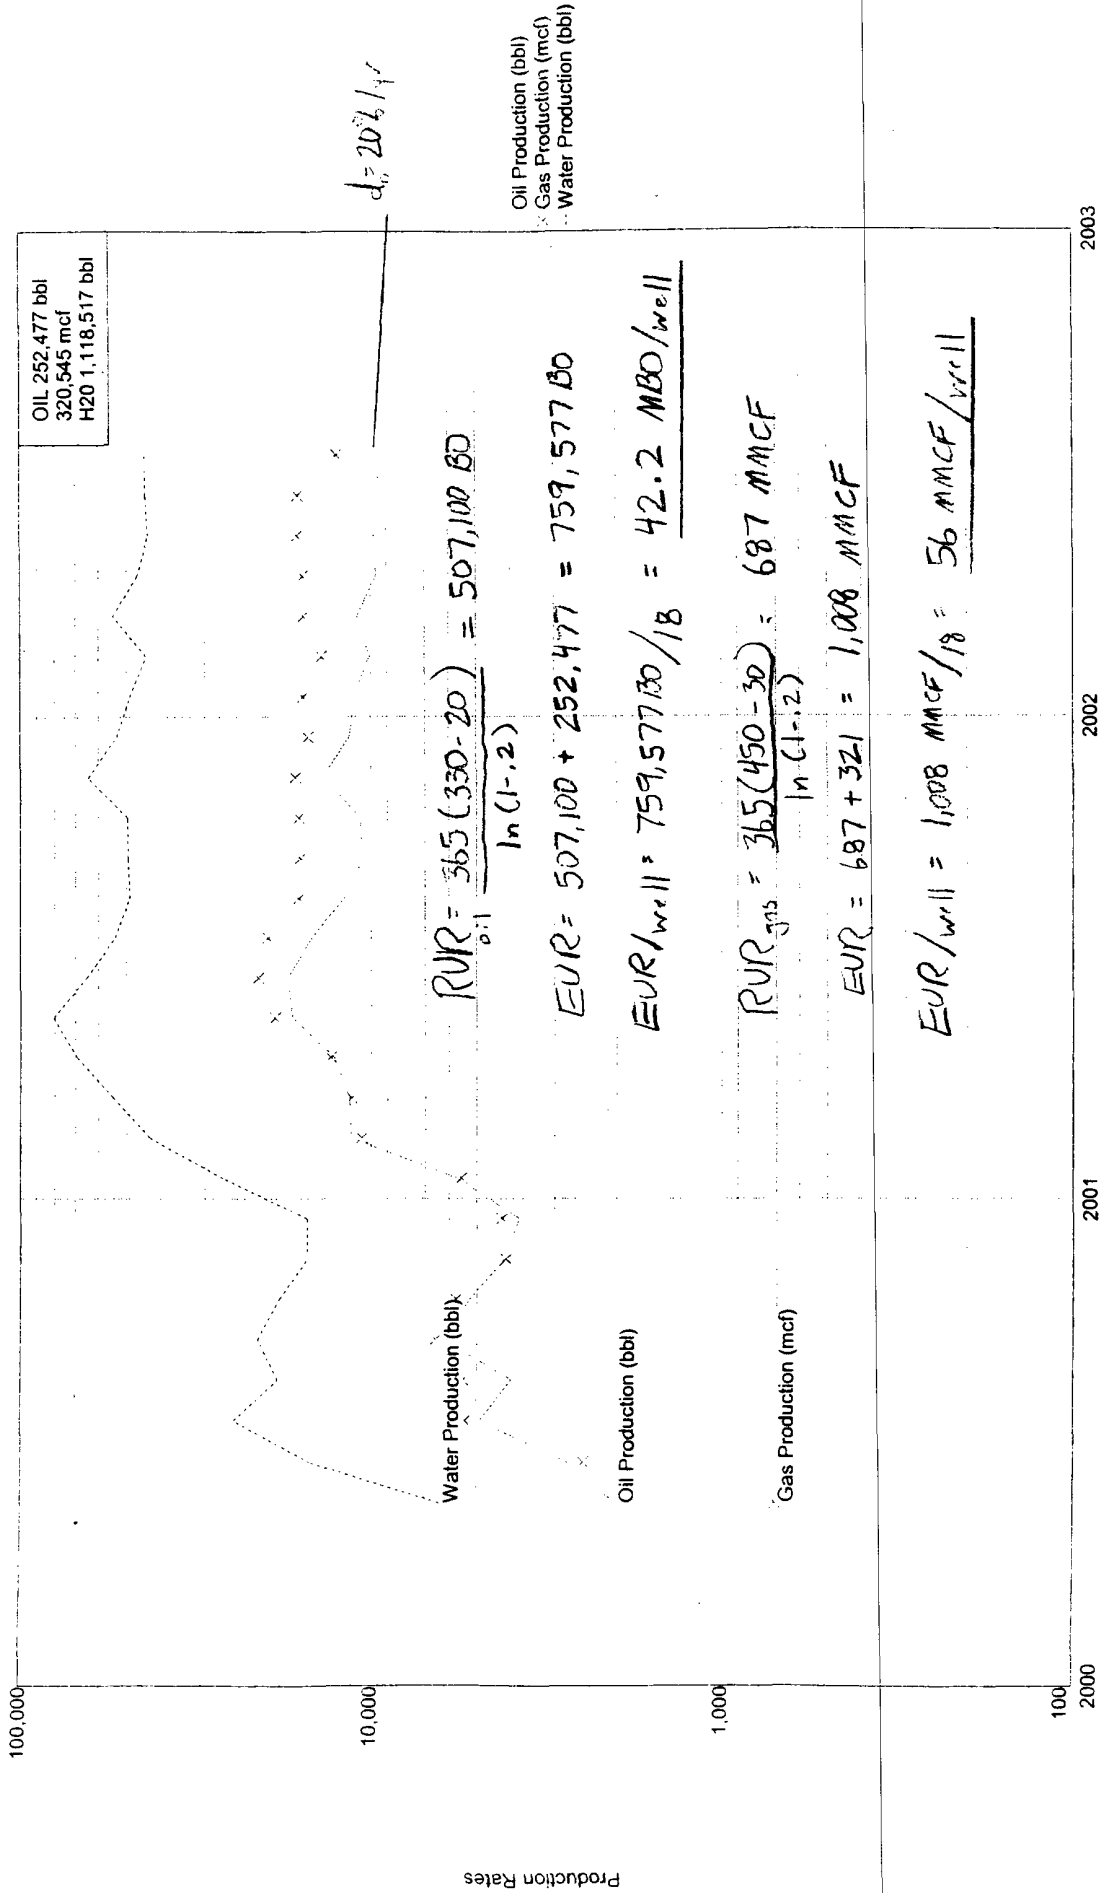 OIL 252,477 bbl
320,545 mcf
H20 1,118,517 bbl
d = 20%/yr
Oil Production (bbl)
Gas Production (mcf)
Water Production (bbl)
100,000
10,000
1,000
100
Production Rates
RUR oil = 365(330-20) / ln(1-.2) = 507,100 BO
EUR = 507,100 + 252,477 = 759,577 BO
EUR/well = 759,577 BO/18 = 42.2 MBO/well
RUR gas = 365(450-30) / ln(1-.2) = 687 MMCF
EUR = 687 + 321 = 1,008 MMCF
EUR/well = 1,008 MMCF/18 = 56 MMCF/well
Water Production (bbl)
Oil Production (bbl)
Gas Production (mcf)
2000
2001
2002
2003